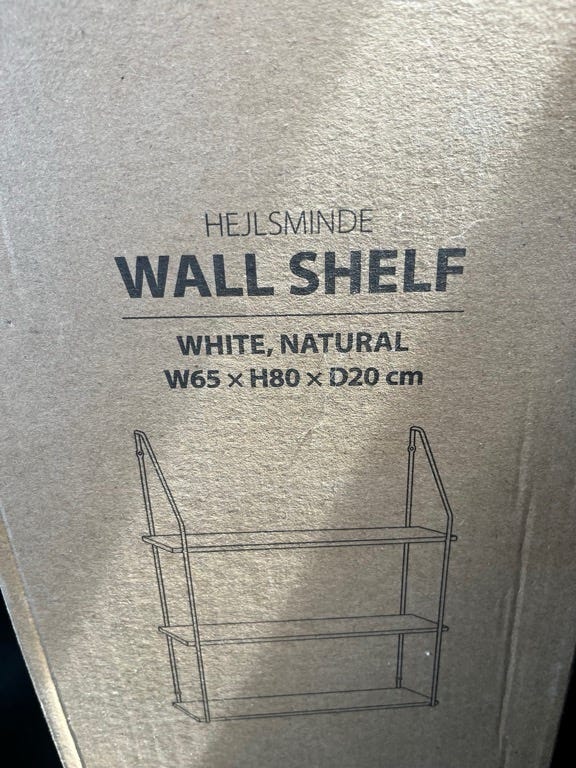 HEJLSMINDE
WALL SHELF
WHITE, NATURAL
W65 × H80 × D20 cm